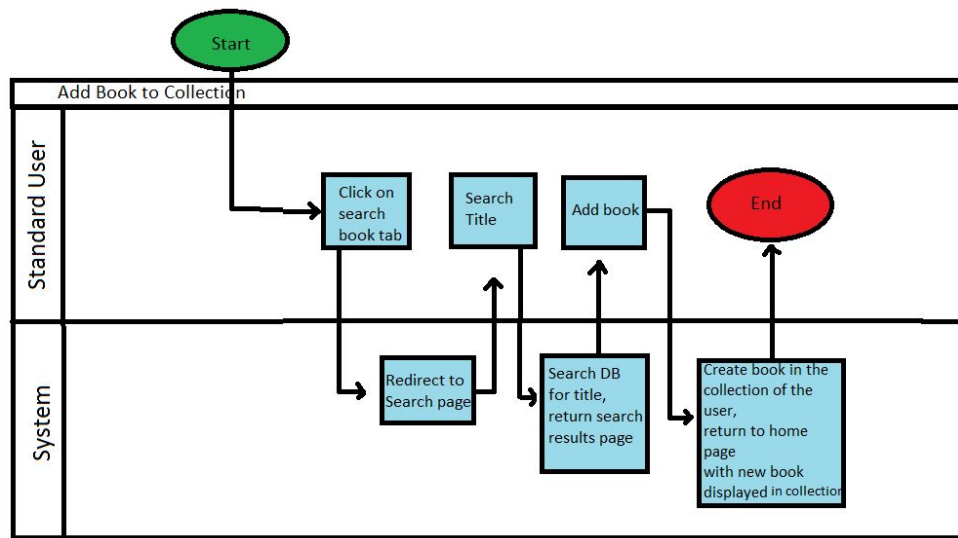 Start
Add Book to Collection
Standard User
Click on
search
book tab
Search
Title
Add book
End
System
Redirect to
Search page
Search DB
for title,
return search
results page
Create book in the
collection of the
user,
return to home
page
with new book
displayed in collection